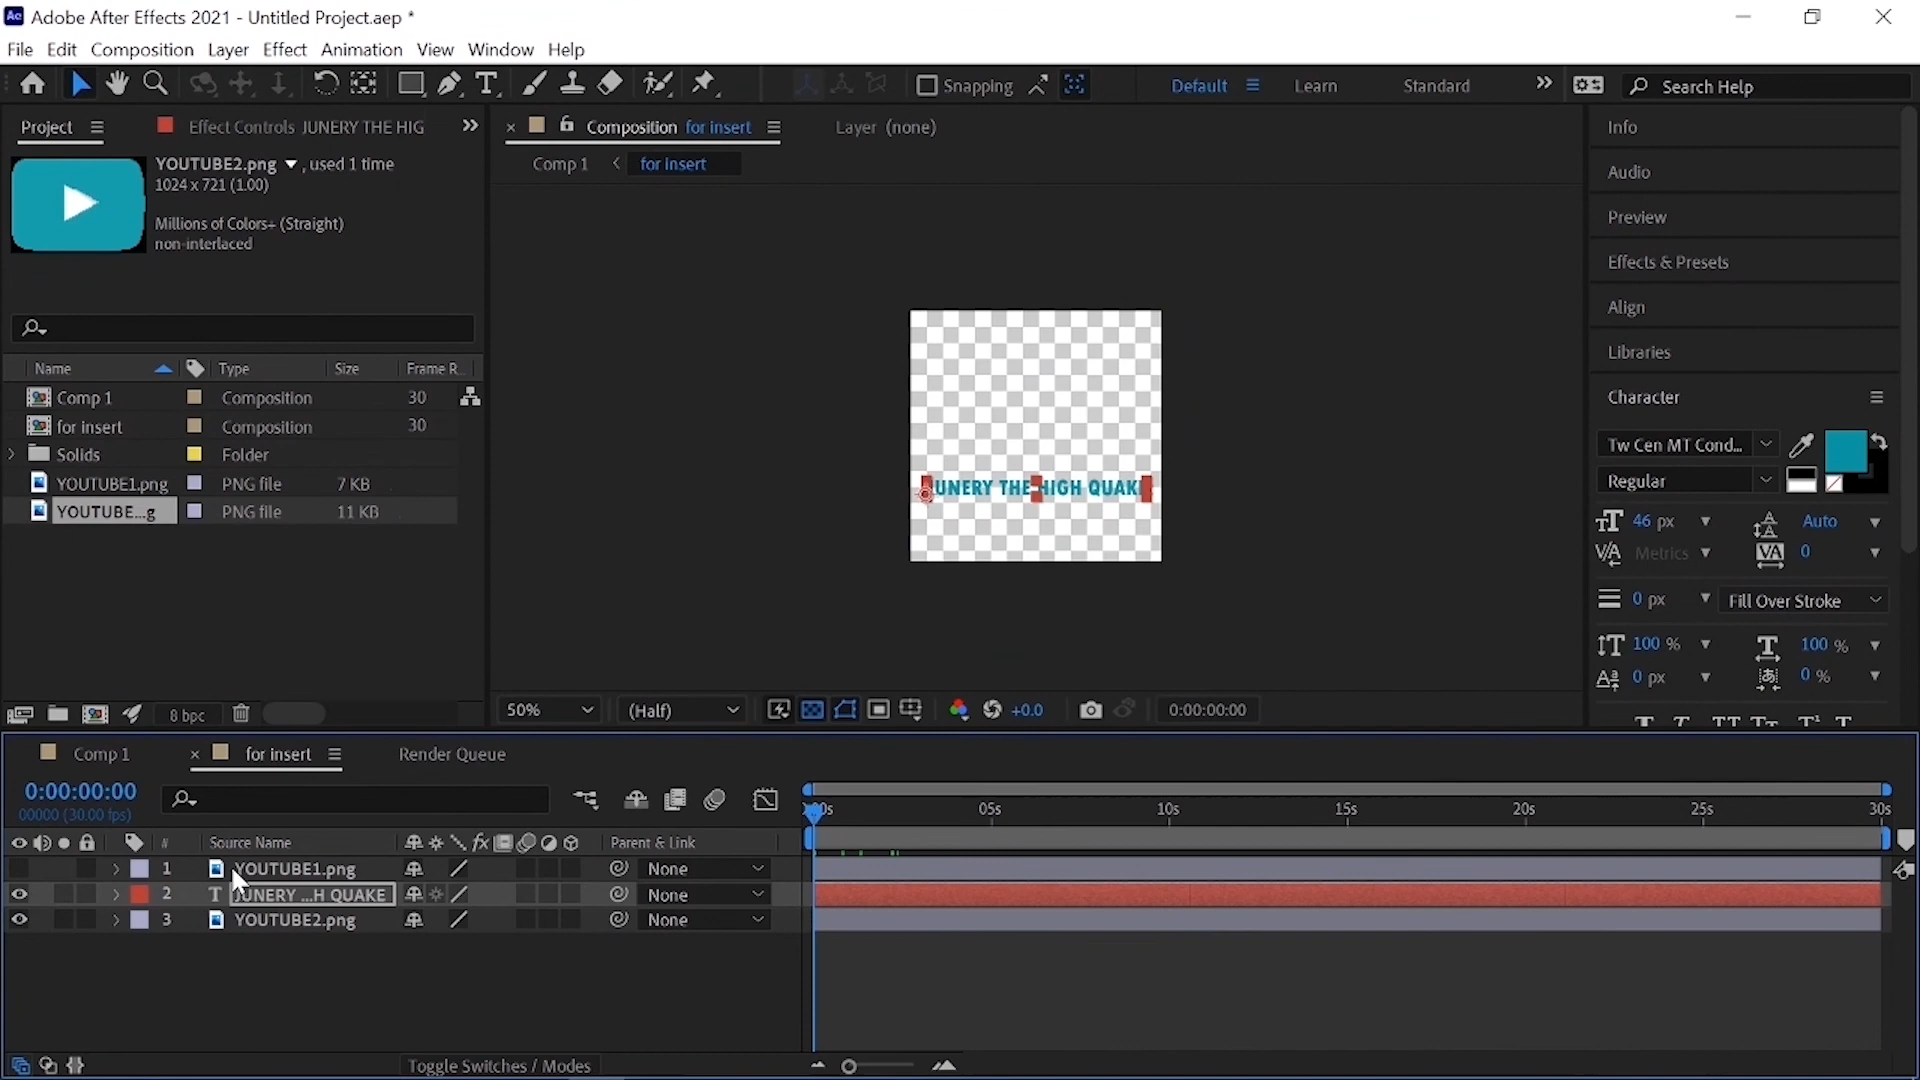 Ae Adobe After Effects 2021 - Untitled Project.aep *
File Edit Composition Layer Effect Animation View Window Help
Snapping Default Learn Standard Search Help
Project Effect Controls JUNERY THE HIG
YOUTUBE2.png , used 1 time
1024 x 721 (1.00)
Millions of Colors+ (Straight)
non-interlaced
Name Type Size Frame R...
Comp 1 Composition 30
for insert Composition 30
Solids Folder
YOUTUBE1.png PNG file 7 KB
YOUTUBE...g PNG file 11 KB
8 bpc
Composition for insert Layer (none)
Comp 1 for insert
JUNERY THE HIGH QUAKE
50% (Half) +0.0 0:00:00:00
Info
Audio
Preview
Effects & Presets
Align
Libraries
Character
Tw Cen MT Cond...
Regular
46 px Auto
Metrics 0
0 px Fill Over Stroke
100 % 100 %
0 px 0 %
Comp 1 for insert Render Queue
0:00:00:00
00000 (30.00 fps)
05s 10s 15s 20s 25s 30s
# Source Name fx Parent & Link
1 YOUTUBE1.png None
2 T JUNERY ...H QUAKE None
3 YOUTUBE2.png None
Toggle Switches / Modes